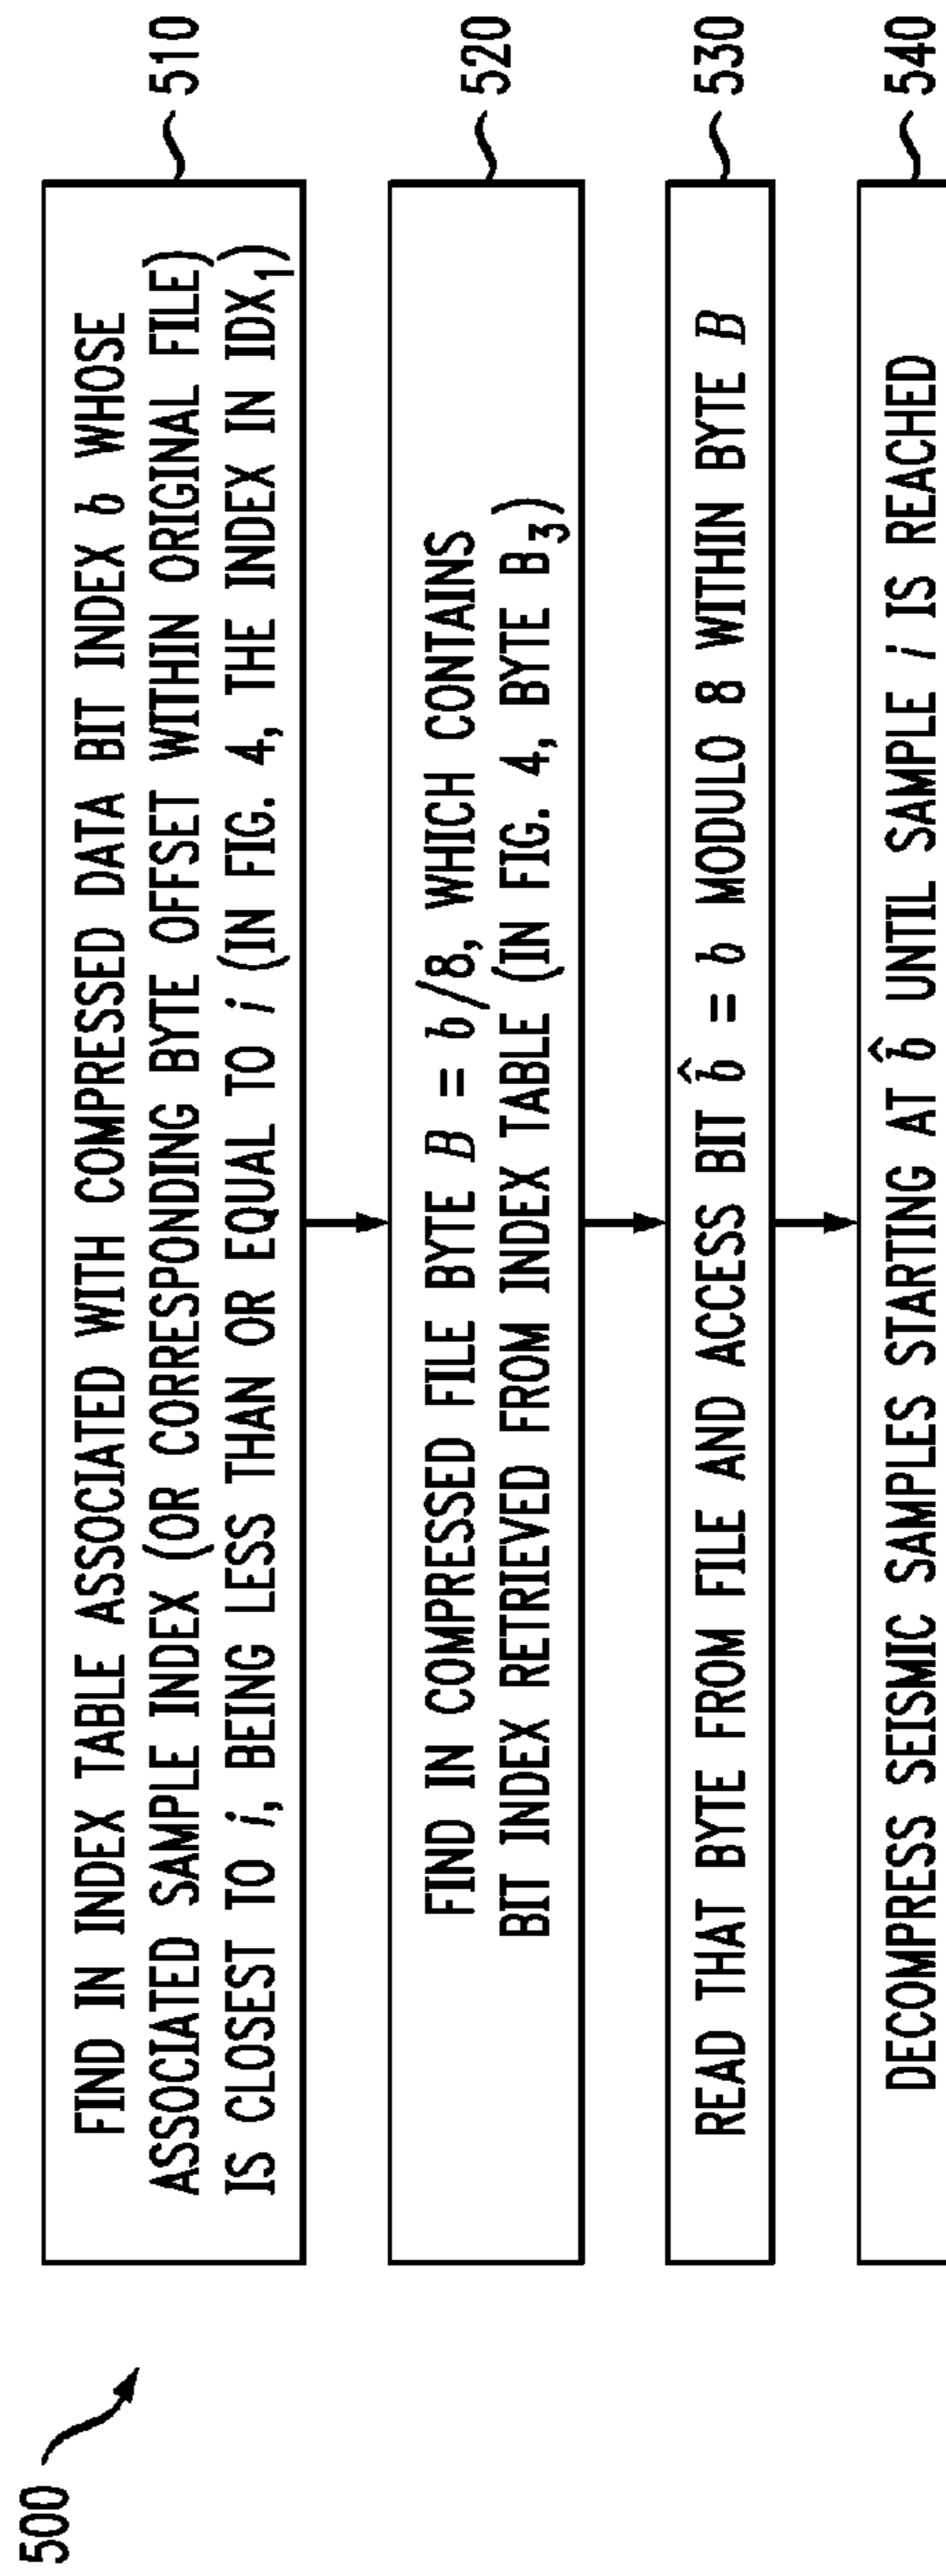 500
FIND IN INDEX TABLE ASSOCIATED WITH COMPRESSED DATA BIT INDEX b WHOSE
ASSOCIATED SAMPLE INDEX (OR CORRESPONDING BYTE OFFSET WITHIN ORIGINAL FILE)
IS CLOSEST TO i, BEING LESS THAN OR EQUAL TO i (IN FIG. 4, THE INDEX IN IDX₁)
510
FIND IN COMPRESSED FILE BYTE B = b/8, WHICH CONTAINS
BIT INDEX RETRIEVED FROM INDEX TABLE (IN FIG. 4, BYTE B₃)
520
READ THAT BYTE FROM FILE AND ACCESS BIT b̂ = b MODULO 8 WITHIN BYTE B
530
DECOMPRESS SEISMIC SAMPLES STARTING AT b̂ UNTIL SAMPLE i IS REACHED
540